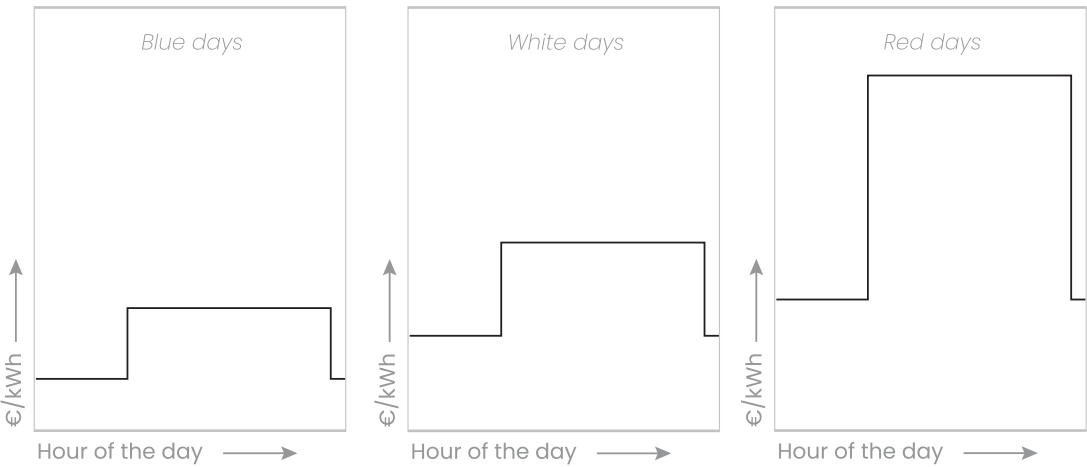 Blue days
€/kWh
Hour of the day
White days
€/kWh
Hour of the day
Red days
€/kWh
Hour of the day